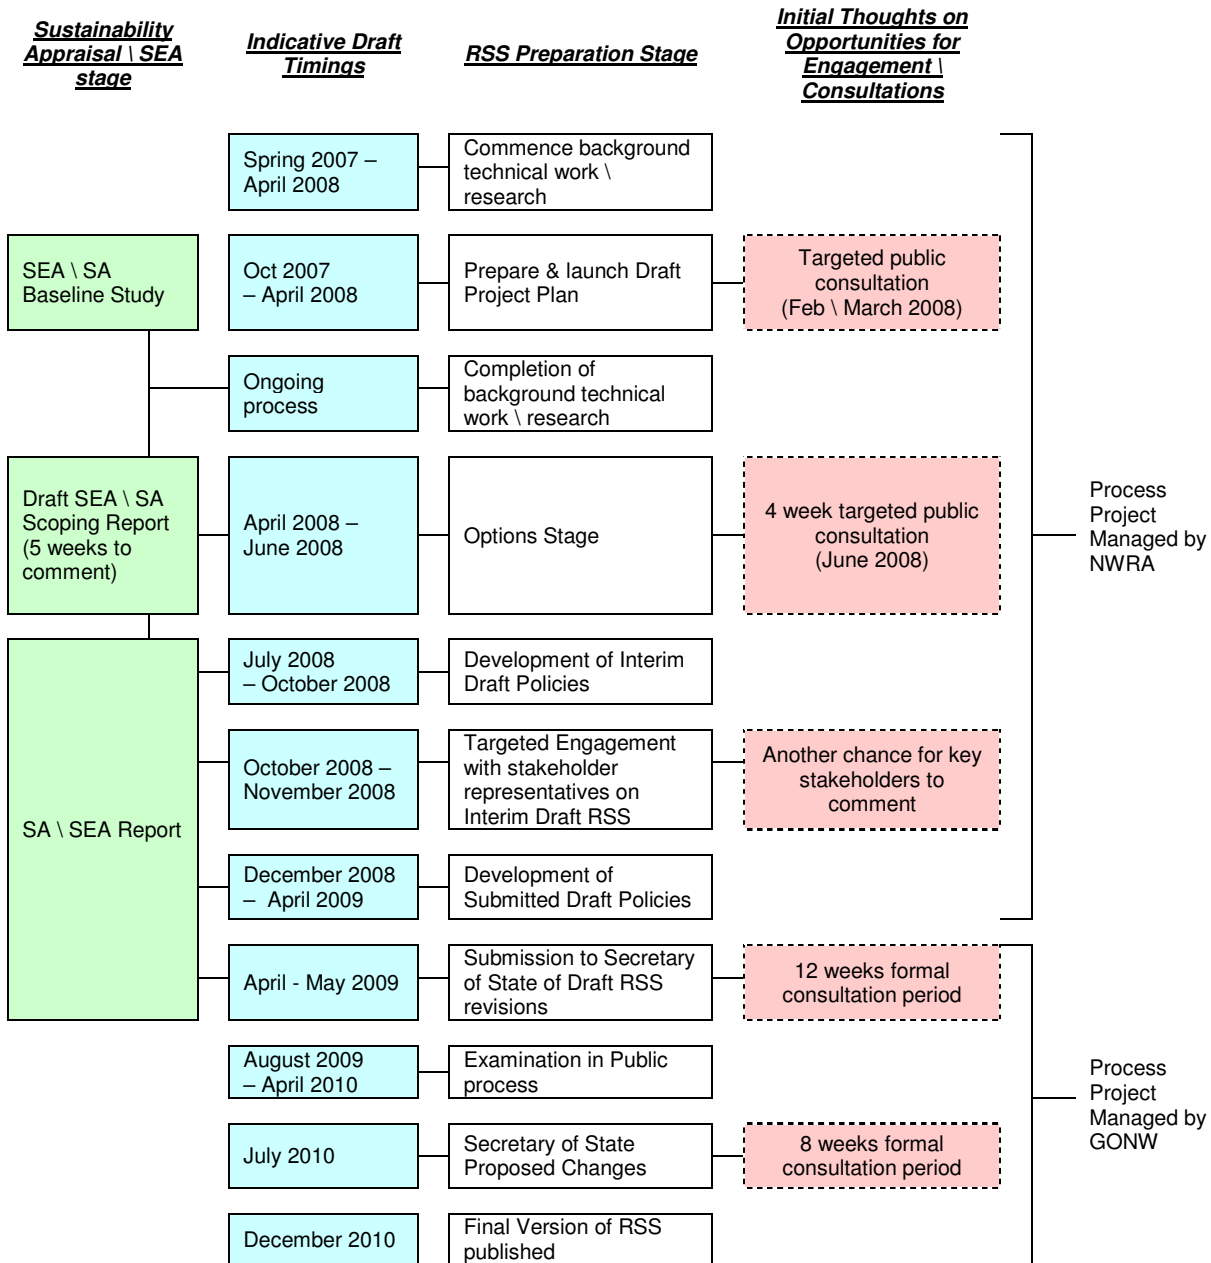 Sustainability
Appraisal \ SEA
stage
Indicative Draft
Timings
RSS Preparation Stage
Initial Thoughts on
Opportunities for
Engagement \
Consultations
Spring 2007 –
April 2008
Commence background
technical work \
research
SEA \ SA
Baseline Study
Oct 2007
– April 2008
Prepare & launch Draft
Project Plan
Targeted public
consultation
(Feb \ March 2008)
Ongoing
process
Completion of
background technical
work \ research
Draft SEA \ SA
Scoping Report
(5 weeks to
comment)
April 2008 –
June 2008
Options Stage
4 week targeted public
consultation
(June 2008)
Process
Project
Managed by
NWRA
SA \ SEA Report
July 2008
– October 2008
Development of Interim
Draft Policies
October 2008 –
November 2008
Targeted Engagement
with stakeholder
representatives on
Interim Draft RSS
Another chance for key
stakeholders to
comment
December 2008
– April 2009
Development of
Submitted Draft Policies
April - May 2009
Submission to Secretary
of State of Draft RSS
revisions
12 weeks formal
consultation period
August 2009
– April 2010
Examination in Public
process
Process
Project
Managed by
GONW
July 2010
Secretary of State
Proposed Changes
8 weeks formal
consultation period
December 2010
Final Version of RSS
published